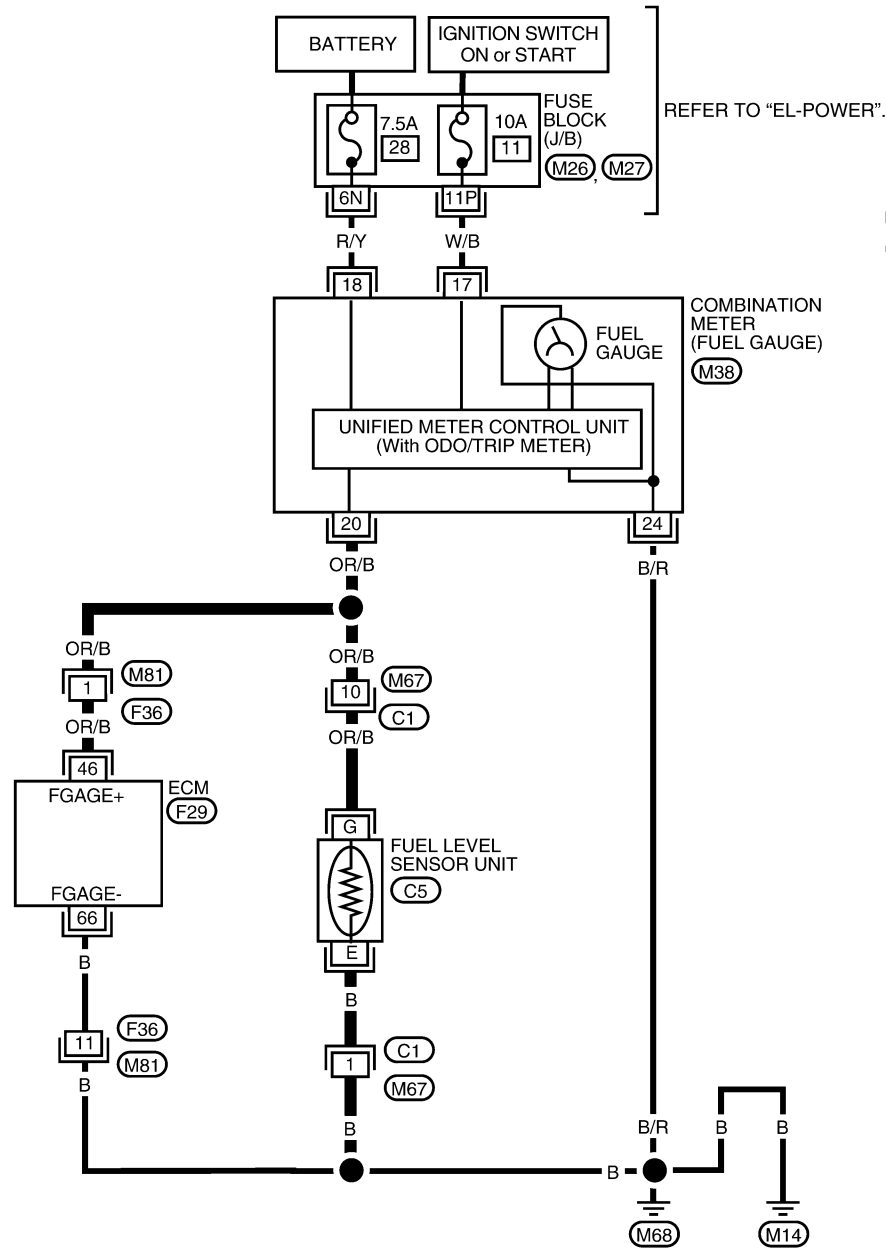 BATTERY
IGNITION SWITCH
ON or START
7.5A
28
10A
11
FUSE
BLOCK
(J/B)
M26 , M27
REFER TO “EL-POWER”.
6N
11P
R/Y
W/B
18
17
COMBINATION
METER
(FUEL GAUGE)
M38
FUEL
GAUGE
UNIFIED METER CONTROL UNIT
(With ODO/TRIP METER)
20
24
OR/B
B/R
OR/B
OR/B
1
M81
F36
10
M67
C1
OR/B
OR/B
46
FGAGE+
ECM
F29
FGAGE-
66
G
FUEL LEVEL
SENSOR UNIT
C5
E
B
B
11
F36
M81
1
C1
M67
B
B
B/R
B
B
B
M68
M14